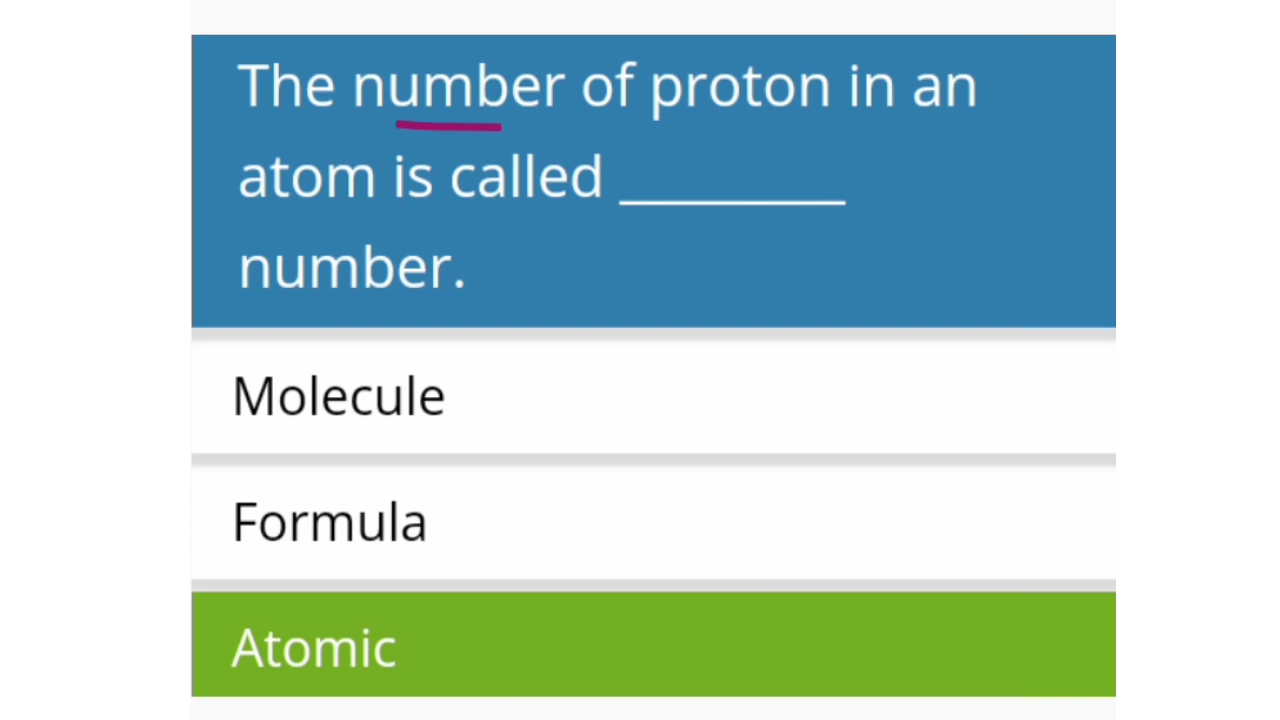 The number of proton in an
atom is called _________
number.
Molecule
Formula
Atomic